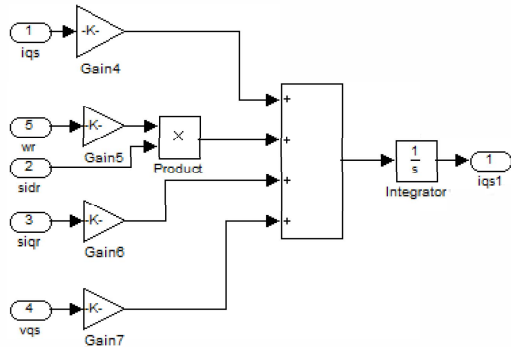 1
iqs
-K-
Gain4
5
wr
-K-
Gain5
×
Product
2
sidr
3
siqr
-K-
Gain6
4
vqs
-K-
Gain7
+
+
+
+
1
s
Integrator
1
iqs1